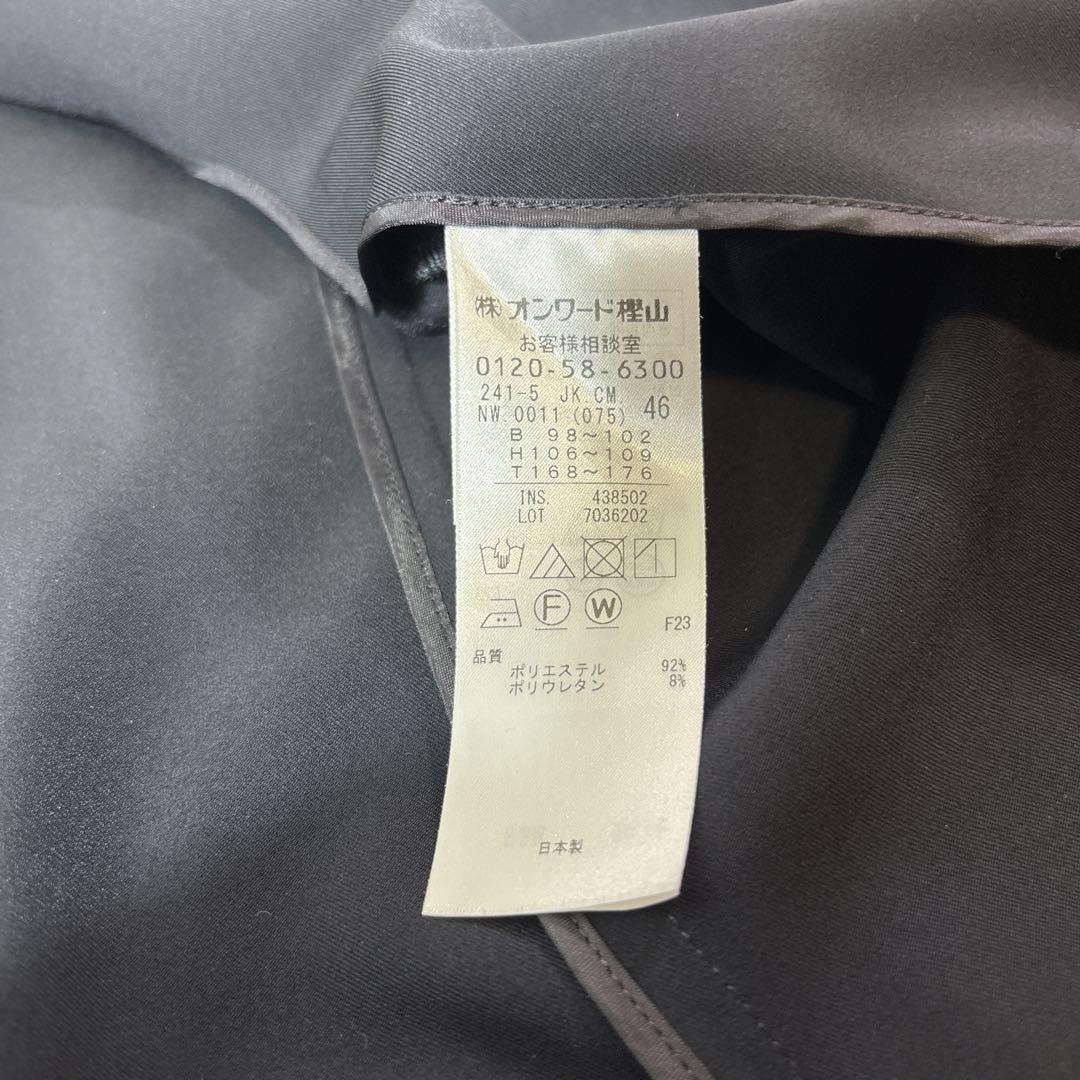 (株)オンワード樫山
お客様相談室
0120-58-6300
241-5 JK CM 46
NW 0011 (075)
B 98～102
H106～109
T168～176
INS. 438502
LOT 7036202
F
W
F23
品質
ポリエステル 92%
ポリウレタン 8%
日本製